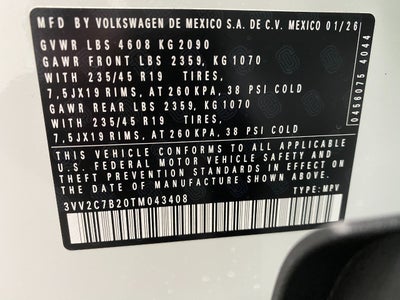 MFD BY VOLKSWAGEN DE MEXICO S.A. DE C.V. MEXICO 01/26
GVWR LBS 4608 KG 2090
GAWR FRONT LBS 2359, KG 1070
WITH 235/45 R19 TIRES,
7,5JX19 RIMS, AT 260KPA, 38 PSI COLD
GAWR REAR LBS 2359, KG 1070
WITH 235/45 R19 TIRES,
7,5JX19 RIMS, AT 260KPA, 38 PSI COLD
THIS VEHICLE CONFORMS TO ALL APPLICABLE
U.S. FEDERAL MOTOR VEHICLE SAFETY AND
THEFT PREVENTION STANDARDS IN EFFECT ON
THE DATE OF MANUFACTURE SHOWN ABOVE.
3VV2C7B20TM043408 TYPE: MPV
0456075 4044